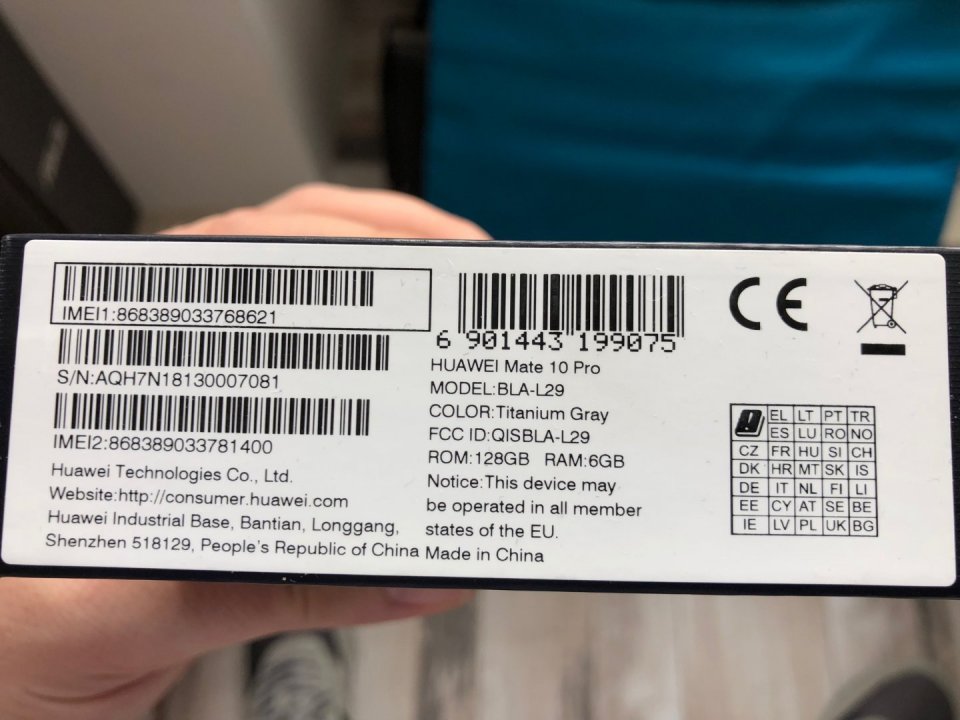 IMEI1:868389033768621
S/N:AQH7N18130007081
IMEI2:868389033781400
Huawei Technologies Co., Ltd.
Website:http://consumer.huawei.com
Huawei Industrial Base, Bantian, Longgang,
Shenzhen 518129, People's Republic of China
6 901443 199075
HUAWEI Mate 10 Pro
MODEL:BLA-L29
COLOR:Titanium Gray
FCC ID:QISBLA-L29
ROM:128GB RAM:6GB
Notice:This device may
be operated in all member
states of the EU.
Made in China
CE
EL LT PT TR
ES LU RO NO
CZ FR HU SI CH
DK HR MT SK IS
DE IT NL FI LI
EE CY AT SE BE
IE LV PL UK BG